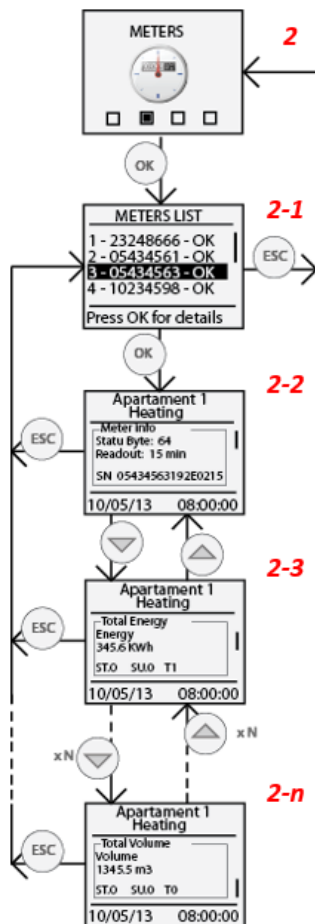 METERS
2
OK
METERS LIST
2-1
1 - 23248666 - OK
2 - 05434561 - OK
3 - 05434563 - OK
4 - 10234598 - OK
Press OK for details
ESC
OK
2-2
Apartament 1
Heating
Meter info
Statu Byte: 64
Readout: 15 min
SN 05434563192E0215
10/05/13 08:00:00
ESC
2-3
Apartament 1
Heating
Total Energy
Energy
345.6 KWh
ST.0 SU.0 T1
10/05/13 08:00:00
ESC
xN
xN
2-n
Apartament 1
Heating
Total Volume
Volume
1345.5 m3
ST.0 SU.0 T0
10/05/13 08:00:00
ESC